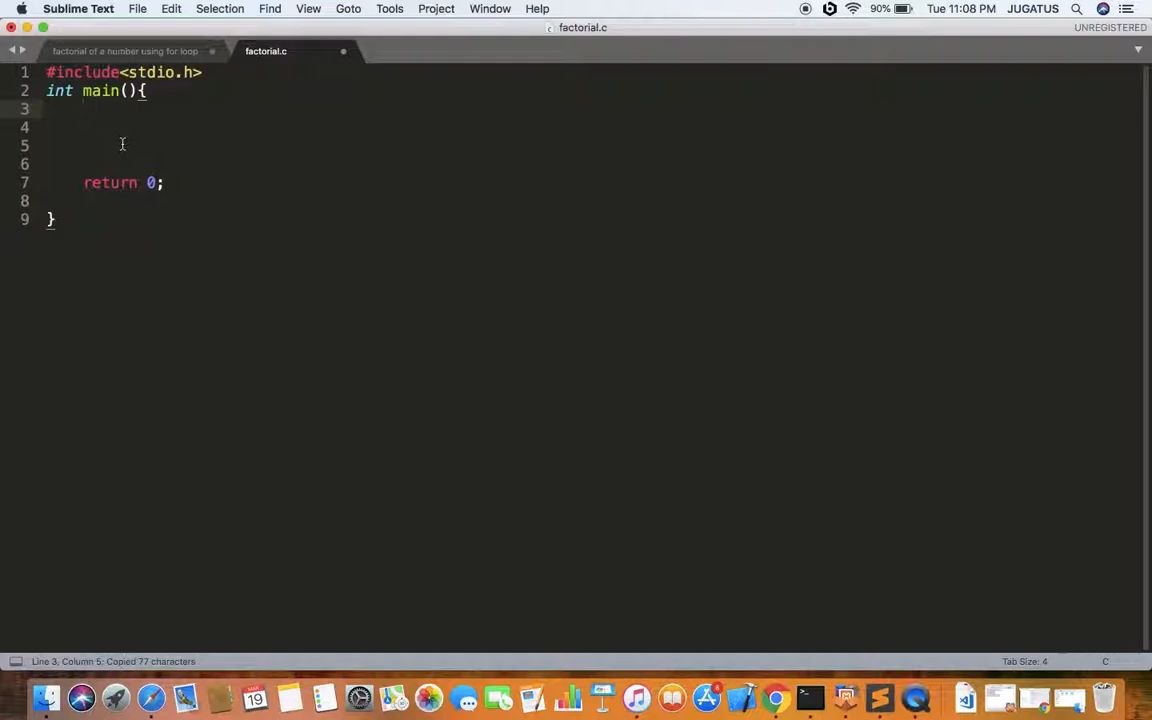 Sublime Text File Edit Selection Find View Goto Tools Project Window Help 90% Tue 11:08 PM JUGATUS
factorial.c UNREGISTERED
factorial of a number using for loop factorial.c
1 #include<stdio.h>
2 int main(){
3
4
5
6
7 return 0;
8
9 }
Line 3, Column 5; Copied 77 characters Tab Size: 4 C